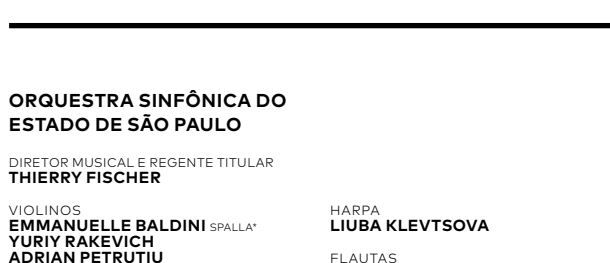 ORQUESTRA SINFÔNICA DO
ESTADO DE SÃO PAULO
DIRETOR MUSICAL E REGENTE TITULAR
THIERRY FISCHER
VIOLINOS
EMMANUELLE BALDINI SPALLA*
YURIY RAKEVICH
ADRIAN PETRUTIU
HARPA
LIUBA KLEVTSOVA
FLAUTAS